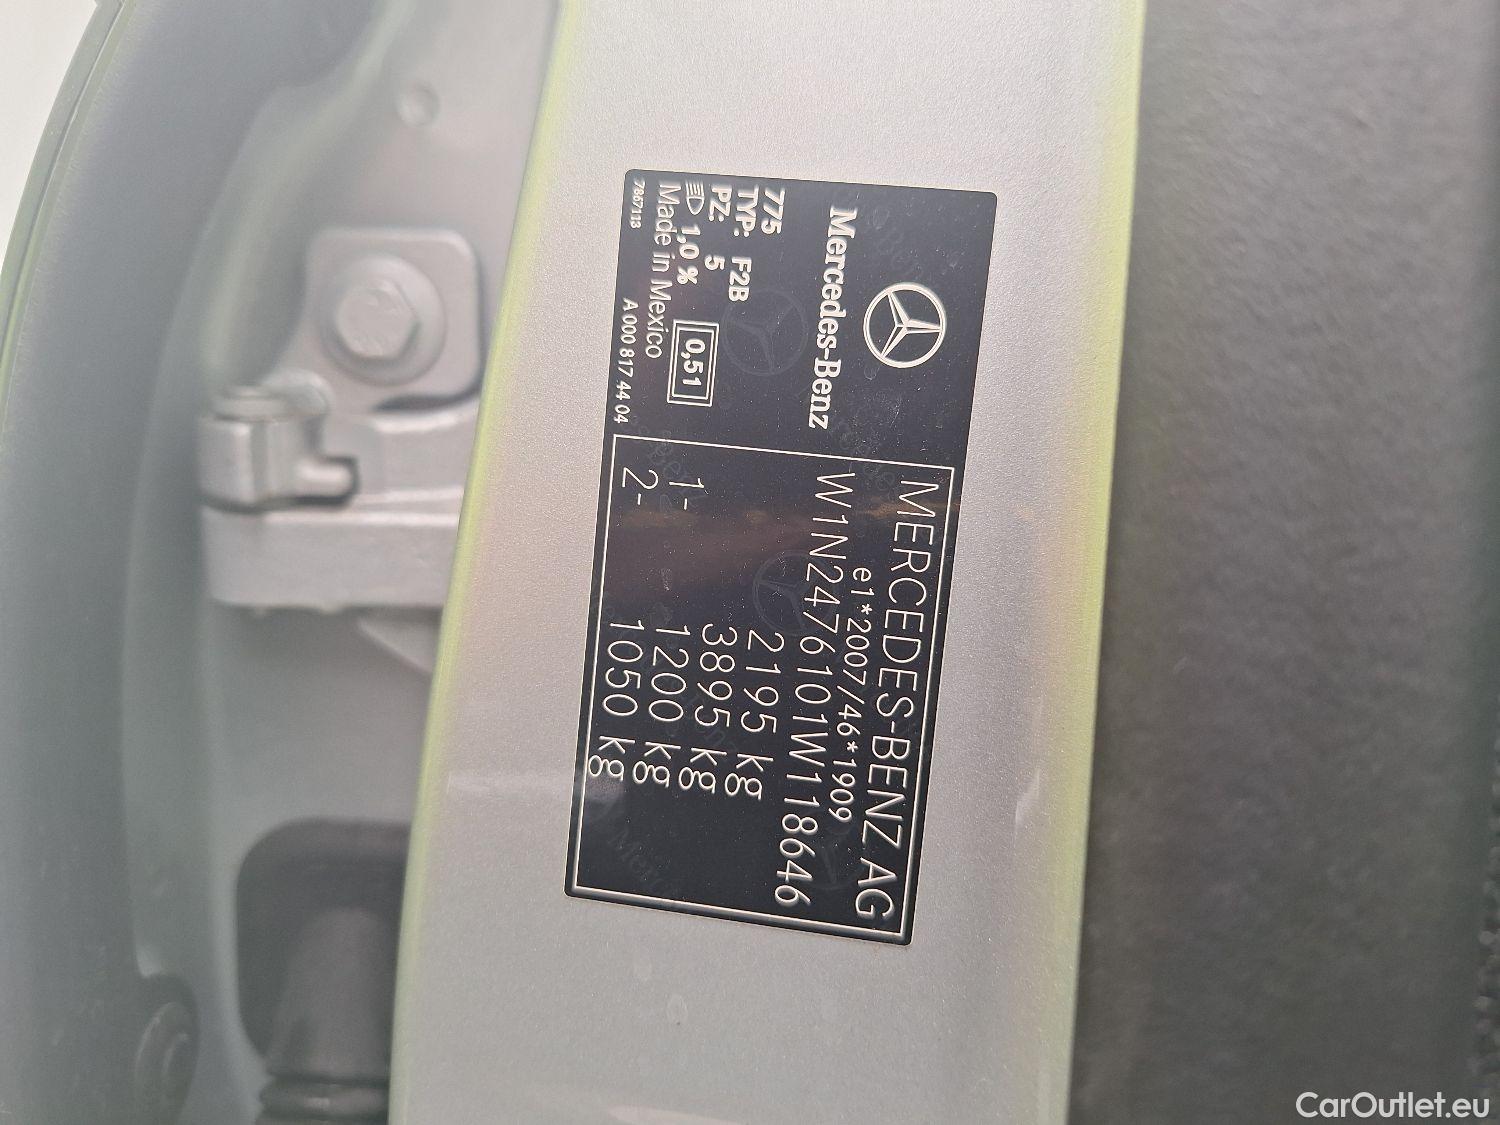 Mercedes-Benz
775
TYP: F2B
PZ: 5
1,0 %
0,51
Made in Mexico
7867113
A 000 817 44 04
MERCEDES-BENZ AG
e1*2007/46*1909
W1N2476101W118646
2195 kg
3895 kg
1- 1200 kg
2- 1050 kg
CarOutlet.eu